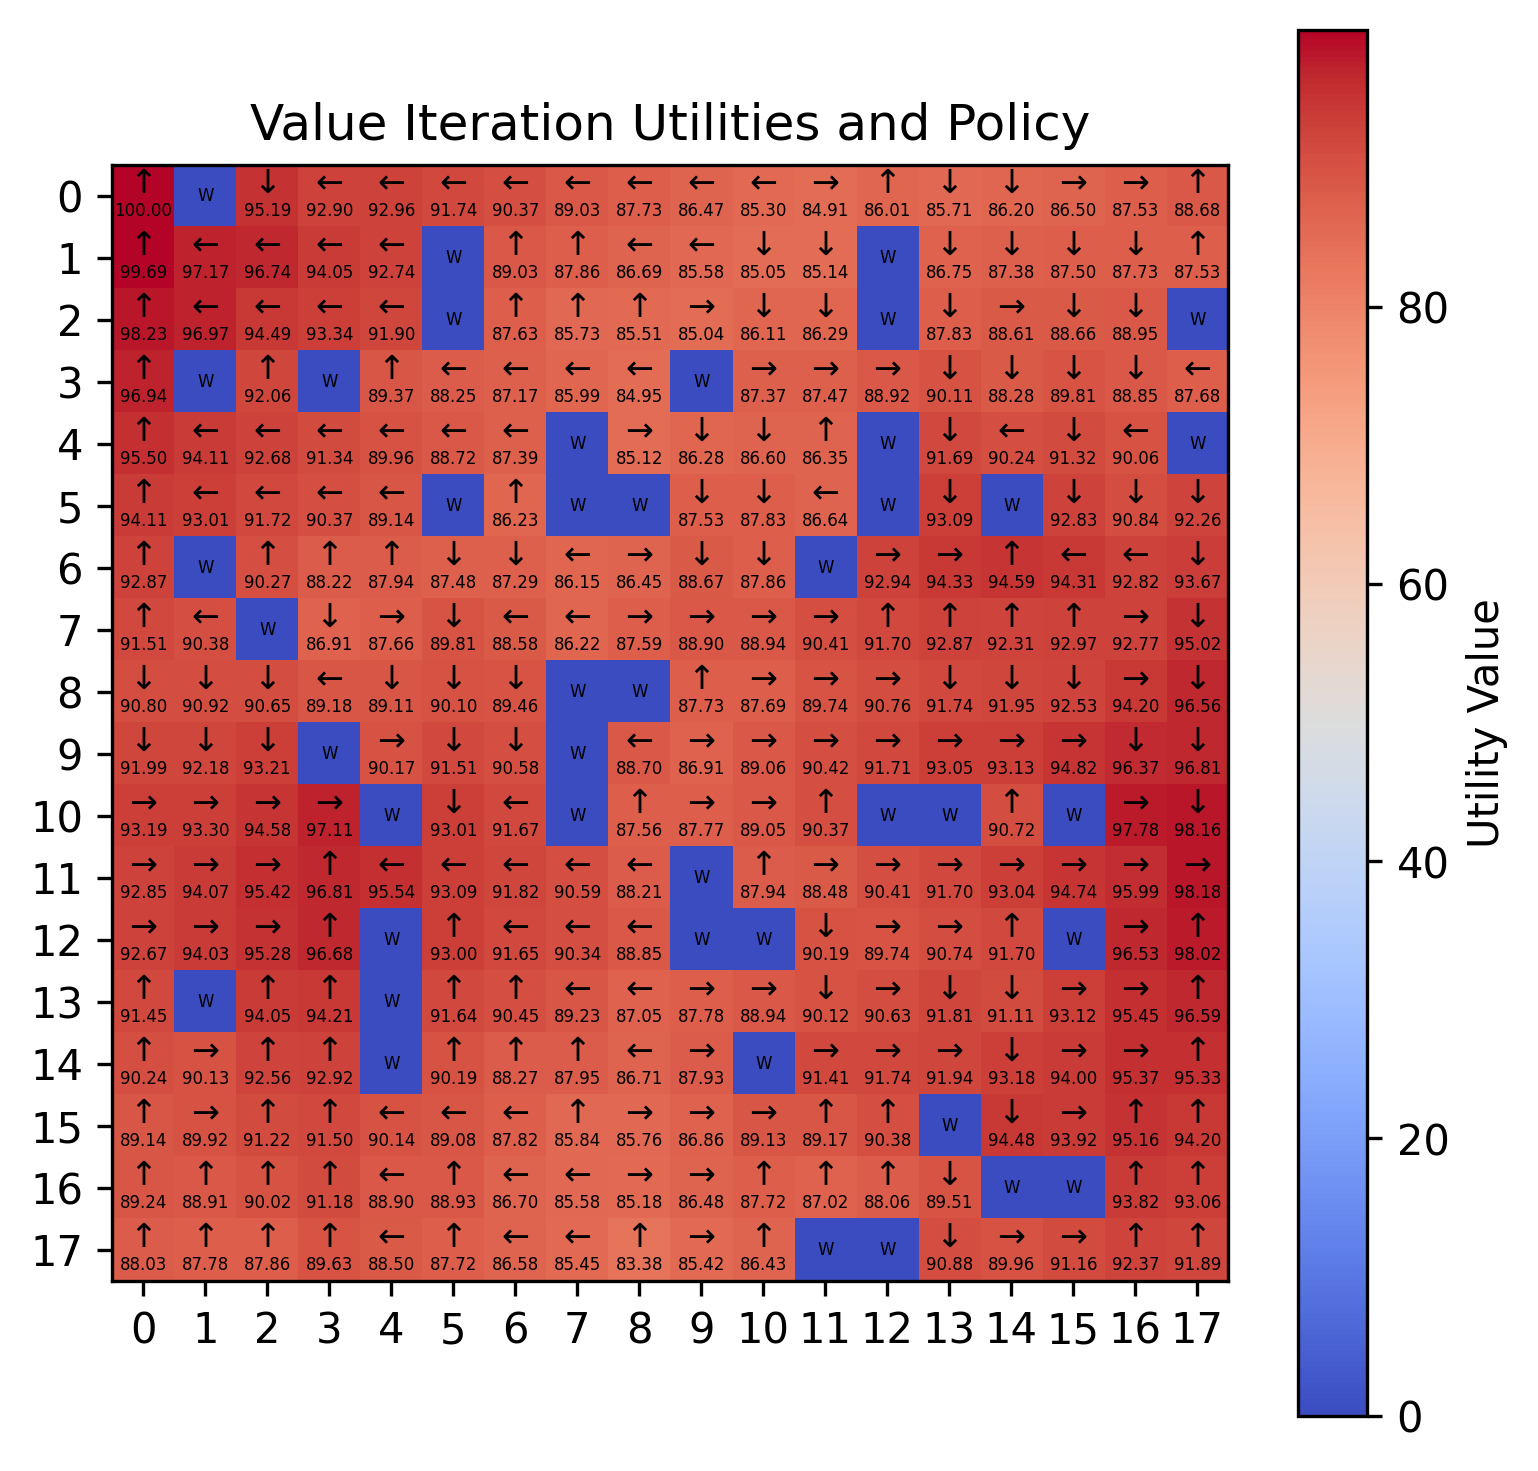 Value Iteration Utilities and Policy
0 ↑ W ↓ ← ← ← ← ← ← ← ← → ↑ ↓ ↓ → → ↑
100.00 95.19 92.90 92.96 91.74 90.37 89.03 87.73 86.47 85.30 84.91 86.01 85.71 86.20 86.50 87.53 88.68
1 ↑ ← ← ← ← W ↑ ↑ ← ← ↓ ↓ W ↓ ↓ ↓ ↓ ↑
99.69 97.17 96.74 94.05 92.74 89.03 87.86 86.69 85.58 85.05 85.14 86.75 87.38 87.50 87.73 87.53
2 ↑ ← ← ← ← W ↑ ↑ ↑ → ↓ ↓ W ↓ → ↓ ↓ W
98.23 96.97 94.49 93.34 91.90 87.63 85.73 85.51 85.04 86.11 86.29 87.83 88.61 88.66 88.95
3 ↑ W ↑ W ↑ ← ← ← ← W → → → ↓ ↓ ↓ ↓ ←
96.94 92.06 89.37 88.25 87.17 85.99 84.95 87.37 87.47 88.92 90.11 88.28 89.81 88.85 87.68
4 ↑ ← ← ← ← ← ← W → ↓ ↓ ↑ W ↓ ← ↓ ← W
95.50 94.11 92.68 91.34 89.96 88.72 87.39 85.12 86.28 86.60 86.35 91.69 90.24 91.32 90.06
5 ↑ ← ← ← ← W ↑ W W ↓ ↓ ← W ↓ W ↓ ↓ ↓
94.11 93.01 91.72 90.37 89.14 86.23 87.53 87.83 86.64 93.09 92.83 90.84 92.26
6 ↑ W ↑ ↑ ↑ ↓ ↓ ← → ↓ ↓ W → → ↑ ← ← ↓
92.87 90.27 88.22 87.94 87.48 87.29 86.15 86.45 88.67 87.86 92.94 94.33 94.59 94.31 92.82 93.67
7 ↑ ← W ↓ → ↓ ← ← → → → → ↑ ↑ ↑ ↑ → ↓
91.51 90.38 86.91 87.66 89.81 88.58 86.22 87.59 88.90 88.94 90.41 91.70 92.87 92.31 92.97 92.77 95.02
8 ↓ ↓ ↓ ← ↓ ↓ ↓ W W ↑ → → → ↓ ↓ ↓ → ↓
90.80 90.92 90.65 89.18 89.11 90.10 89.46 87.73 87.69 89.74 90.76 91.74 91.95 92.53 94.20 96.56
9 ↓ ↓ ↓ W → ↓ ↓ W ← → → → → → → → ↓ ↓
91.99 92.18 93.21 90.17 91.51 90.58 88.70 86.91 89.06 90.42 91.71 93.05 93.13 94.82 96.37 96.81
10 → → → → W ↓ ← W ↑ → → ↑ W W ↑ W → ↓
93.19 93.30 94.58 97.11 93.01 91.67 87.56 87.77 89.05 90.37 90.72 97.78 98.16
11 → → → ↑ ← ← ← ← ← W ↑ → → → → → → →
92.85 94.07 95.42 96.81 95.54 93.09 91.82 90.59 88.21 87.94 88.48 90.41 91.70 93.04 94.74 95.99 98.18
12 → → → ↑ W ↑ ← ← ← W W ↓ → → ↑ W → ↑
92.67 94.03 95.28 96.68 93.00 91.65 90.34 88.85 90.19 89.74 90.74 91.70 96.53 98.02
13 ↑ W ↑ ↑ W ↑ ↑ ← ← → → ↓ → ↓ ↓ → → ↑
91.45 94.05 94.21 91.64 90.45 89.23 87.05 87.78 88.94 90.12 90.63 91.81 91.11 93.12 95.45 96.59
14 ↑ → ↑ ↑ W ↑ ↑ ↑ ← → W → → → ↓ → → ↑
90.24 90.13 92.56 92.92 90.19 88.27 87.95 86.71 87.93 91.41 91.74 91.94 93.18 94.00 95.37 95.33
15 ↑ → ↑ ↑ ← ← ← ↑ → → → ↑ ↑ W ↓ → ↑ ↑
89.14 89.92 91.22 91.50 90.14 89.08 87.82 85.84 85.76 86.86 89.13 89.17 90.38 94.48 93.92 95.16 94.20
16 ↑ ↑ ↑ ↑ ← ↑ ← ← → → ↑ ↑ ↑ ↓ W W ↑ ↑
89.24 88.91 90.02 91.18 88.90 88.93 86.70 85.58 85.18 86.48 87.72 87.02 88.06 89.51 93.82 93.06
17 ↑ ↑ ↑ ↑ ← ↑ ← ← ↑ → ↑ W W ↓ → → ↑ ↑
88.03 87.78 87.86 89.63 88.50 87.72 86.58 85.45 83.38 85.42 86.43 90.88 89.96 91.16 92.37 91.89
0 1 2 3 4 5 6 7 8 9 10 11 12 13 14 15 16 17
80
60
40
20
0
Utility Value